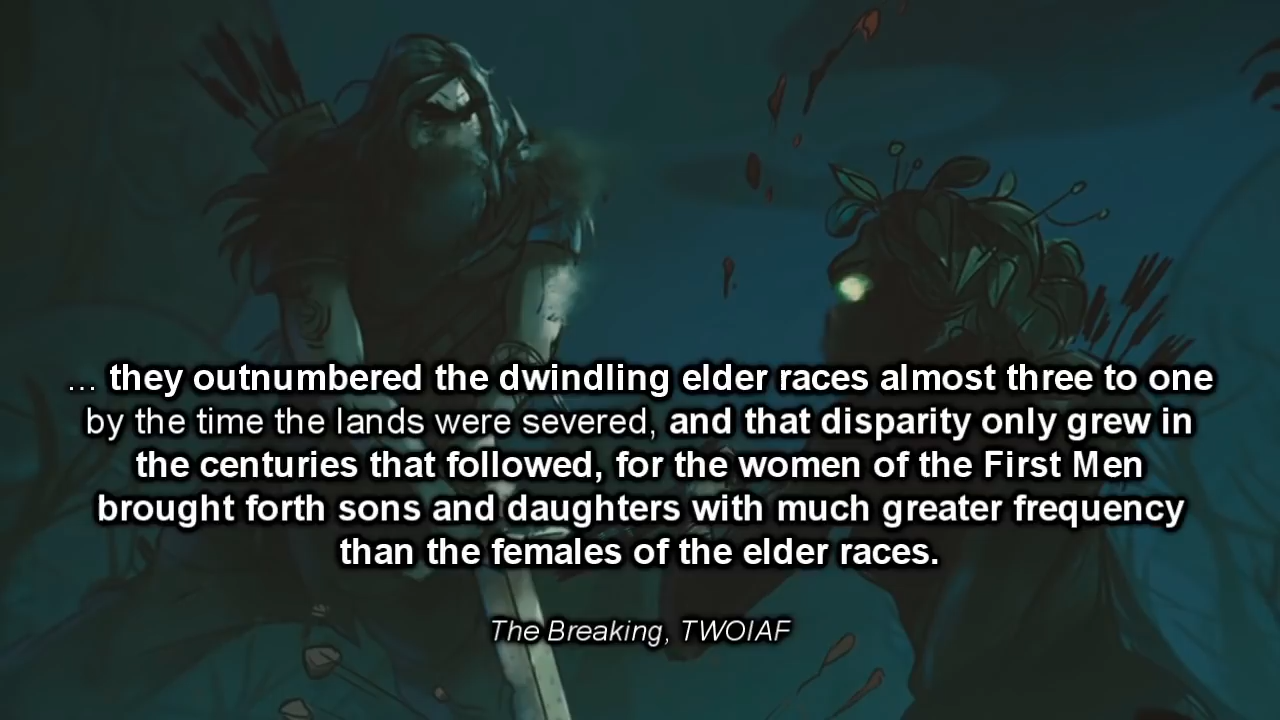 ... they outnumbered the dwindling elder races almost three to one
by the time the lands were severed, and that disparity only grew in
the centuries that followed, for the women of the First Men
brought forth sons and daughters with much greater frequency
than the females of the elder races.
The Breaking, TWOIAF